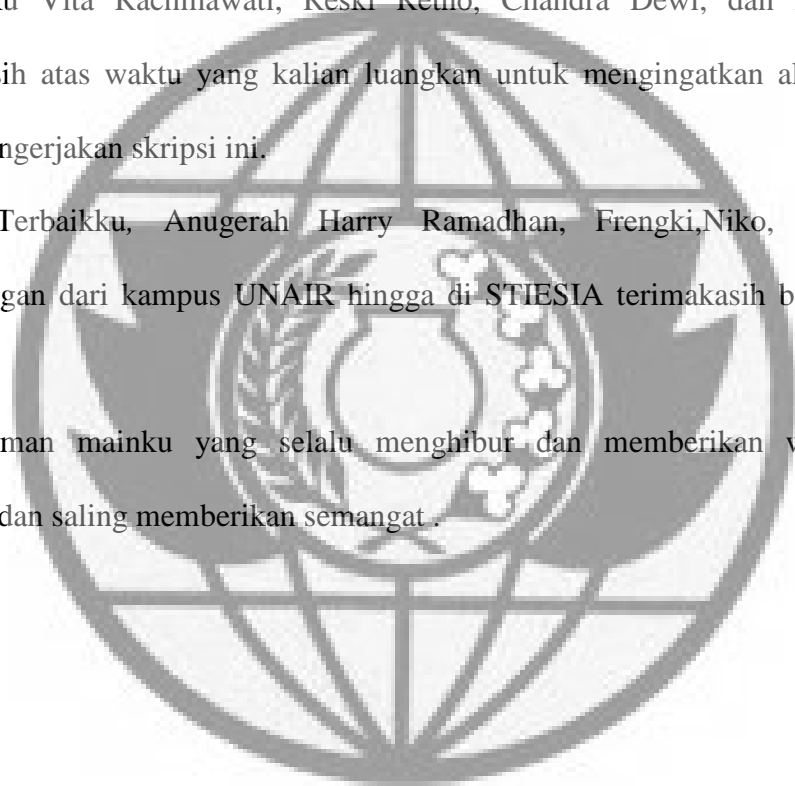 Vita Rachmawati, Reski Retno, Chandra Dewi, dan
sih atas waktu yang kalian luangkan untuk mengingatkan
ngerjakan skripsi ini.
Terbaikku, Anugerah Harry Ramadhan, Frengki,Niko,
gan dari kampus UNAIR hingga di STIESIA terimakasih b
man mainku yang selalu menghibur dan memberikan
dan saling memberikan semangat .